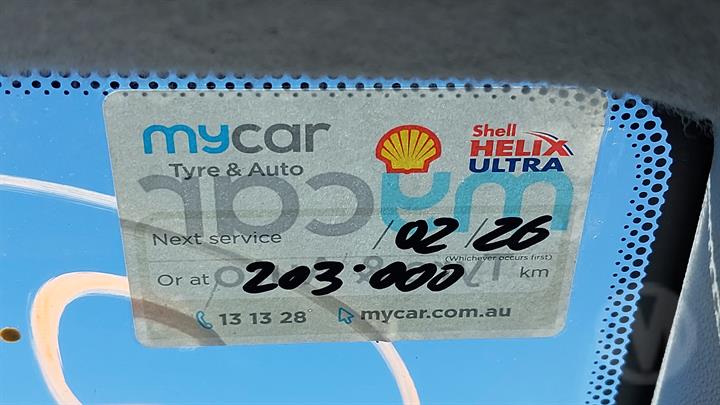 mycar
Tyre & Auto
Shell
HELIX
ULTRA
Next service / 02 / 26
(Whichever occurs first)
Or at 203.000 km
13 13 28 mycar.com.au